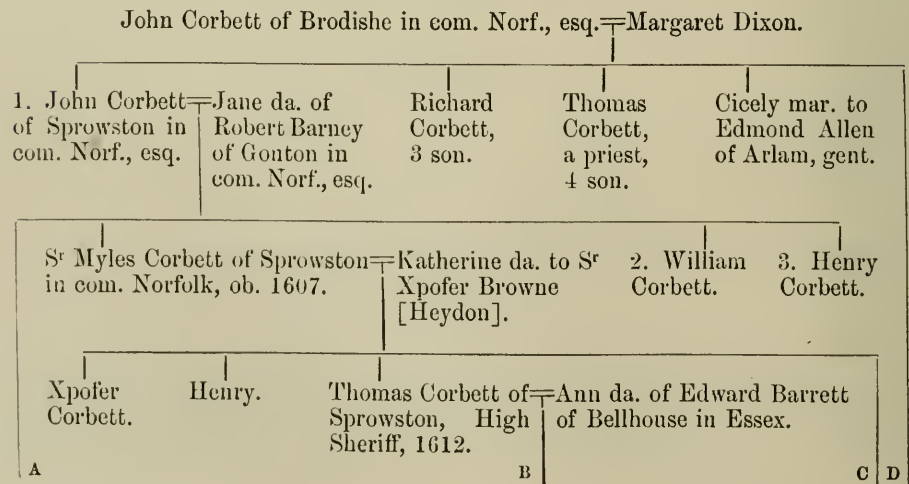 John Corbett of Brodishe in com. Norf., esq. Margaret Dixon.
1. John Corbett
of Sprowston in
com. Norf., esq.
Jane da. of
Robert Barney
of Gonton in
com. Norf., esq.
Richard
Corbett,
3 son.
Thomas
Corbett,
a priest,
4 son.
Cicely mar. to
Edmond Allen
of Arlam, gent.
Sʳ Myles Corbett of Sprowston
in com. Norfolk, ob. 1607.
Katherine da. to Sʳ
Xpofer Browne
[Heydon].
2. William
Corbett.
3. Henry
Corbett.
Xpofer
Corbett.
Henry.
Thomas Corbett of
Sprowston, High
Sheriff, 1612.
Ann da. of Edward Barrett
of Bellhouse in Essex.
A B C D